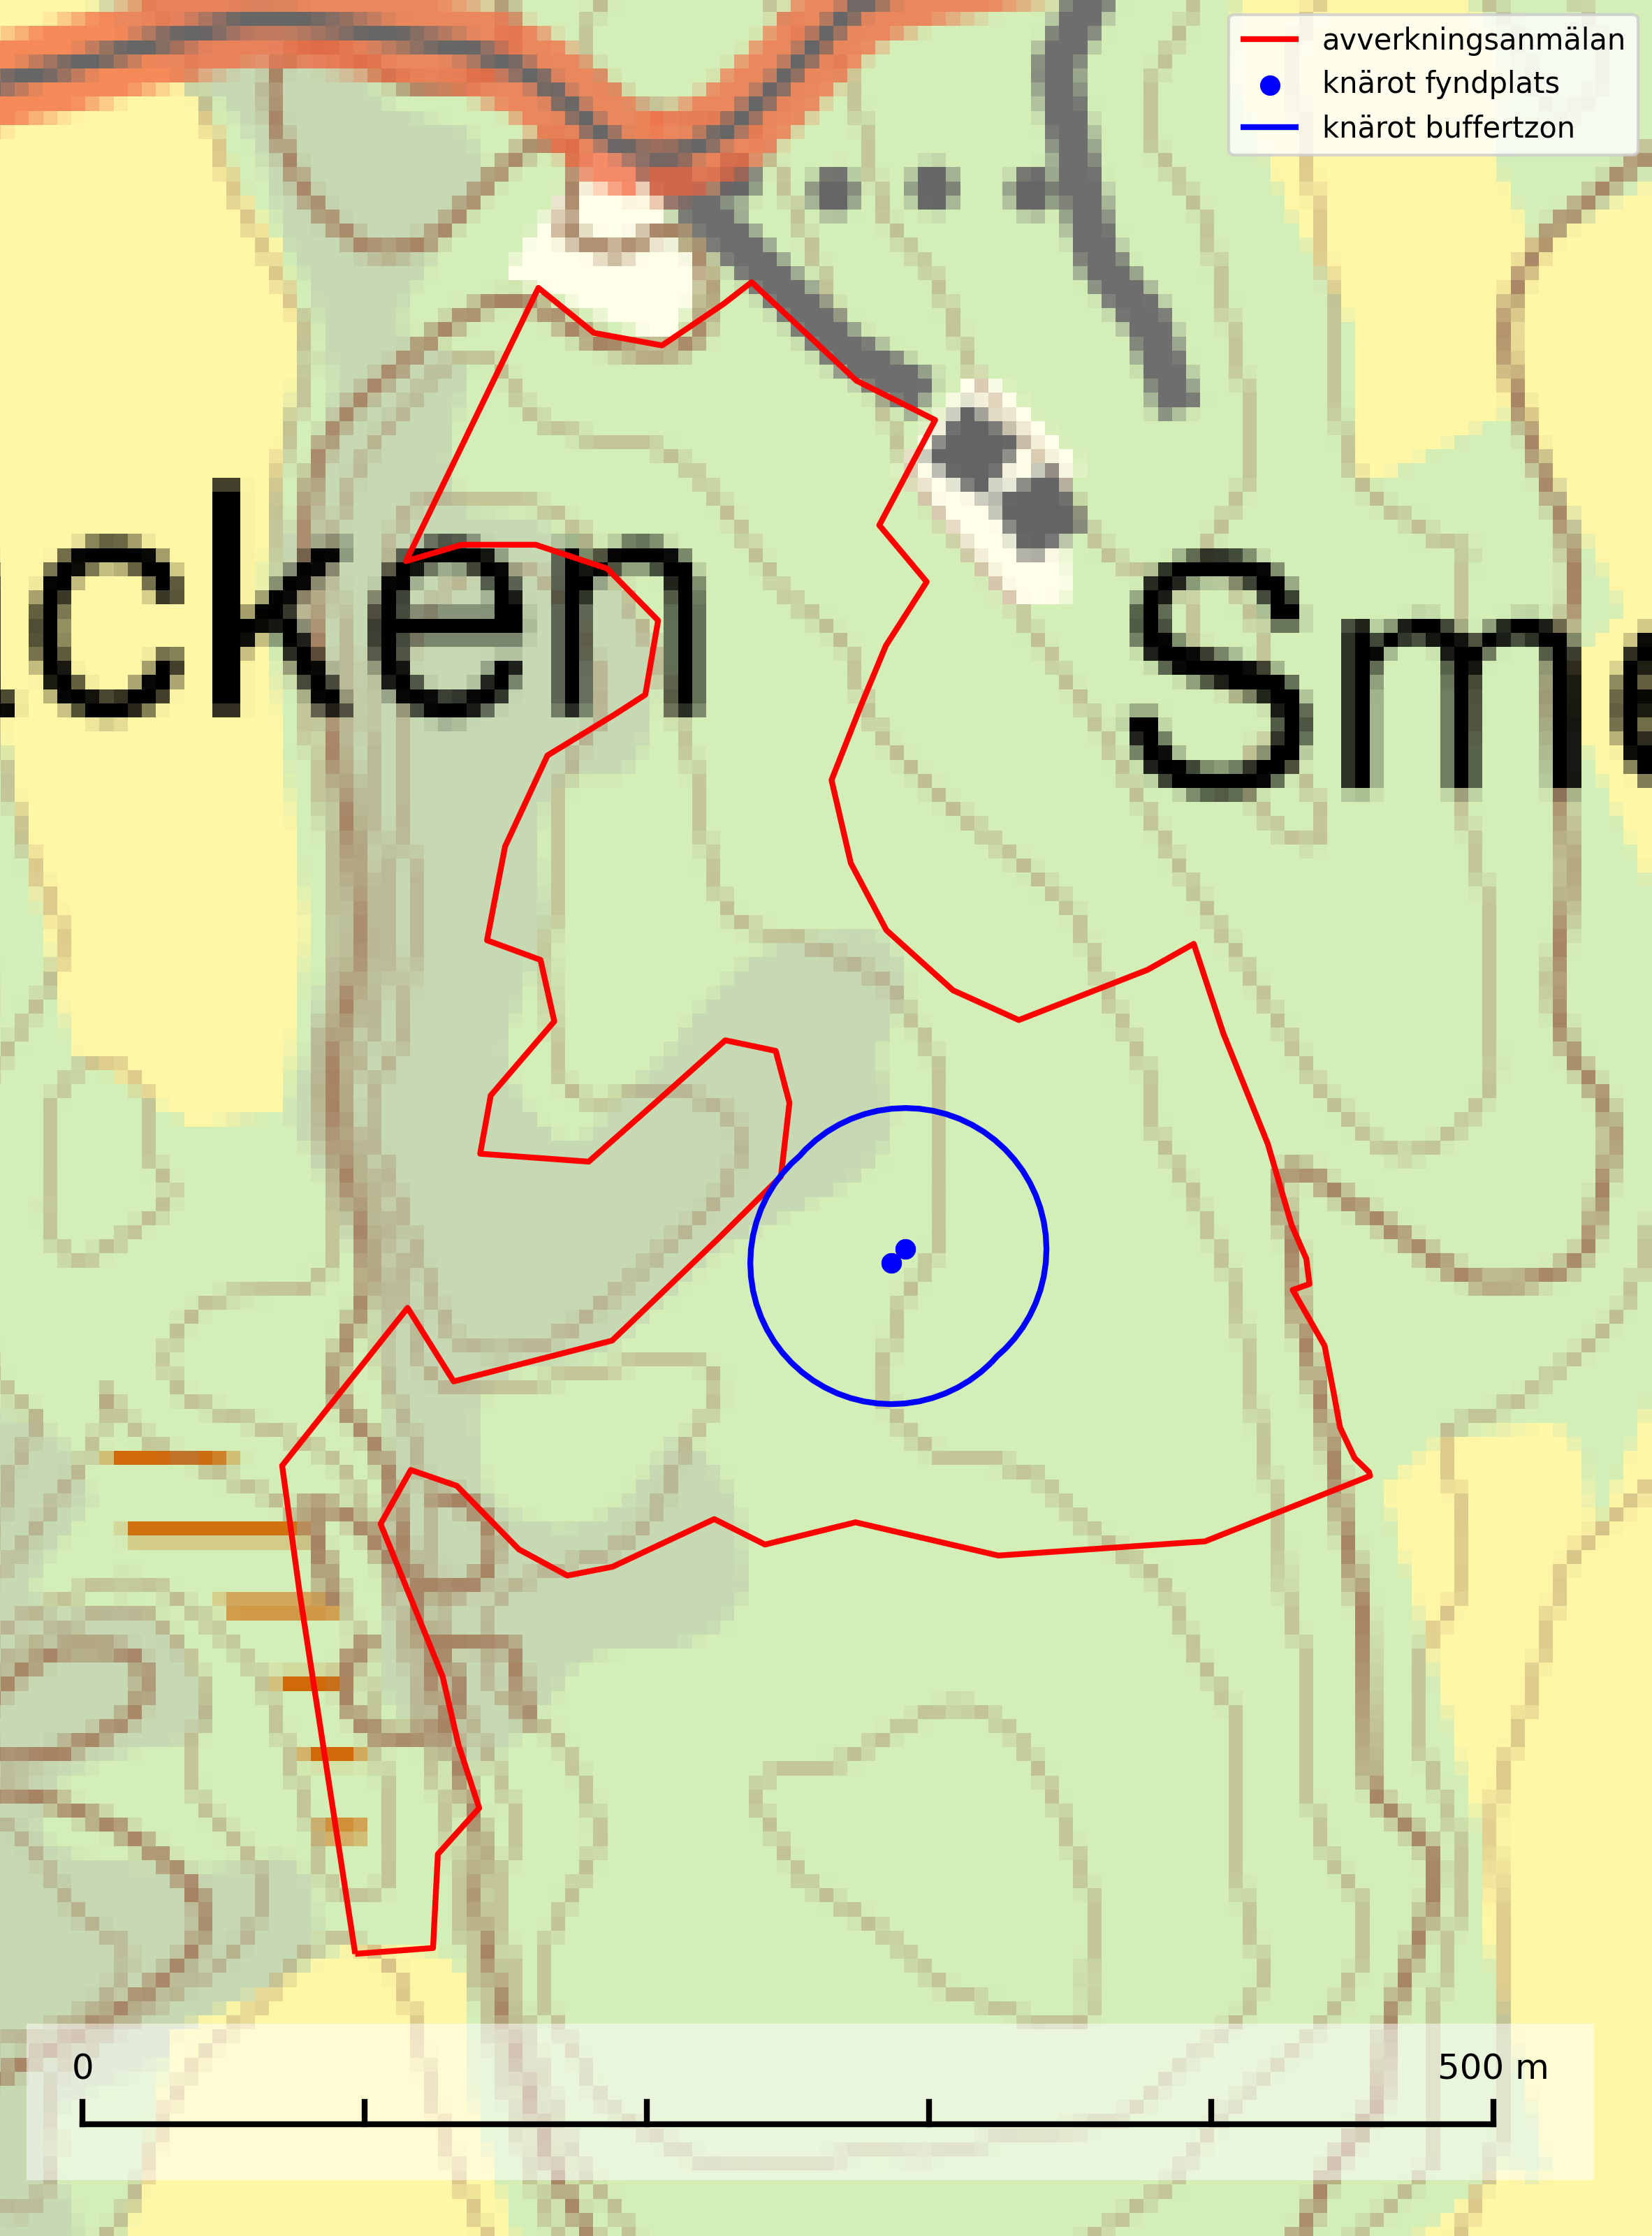 avverkningsanmälan
knärot fyndplats
knärot buffertzon
cken
Sm
0
500 m